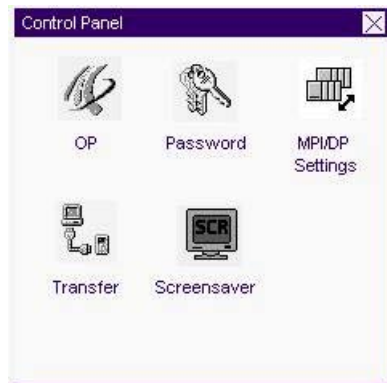 Control Panel
OP
Password
MPI/DP
Settings
SCR
Transfer
Screensaver